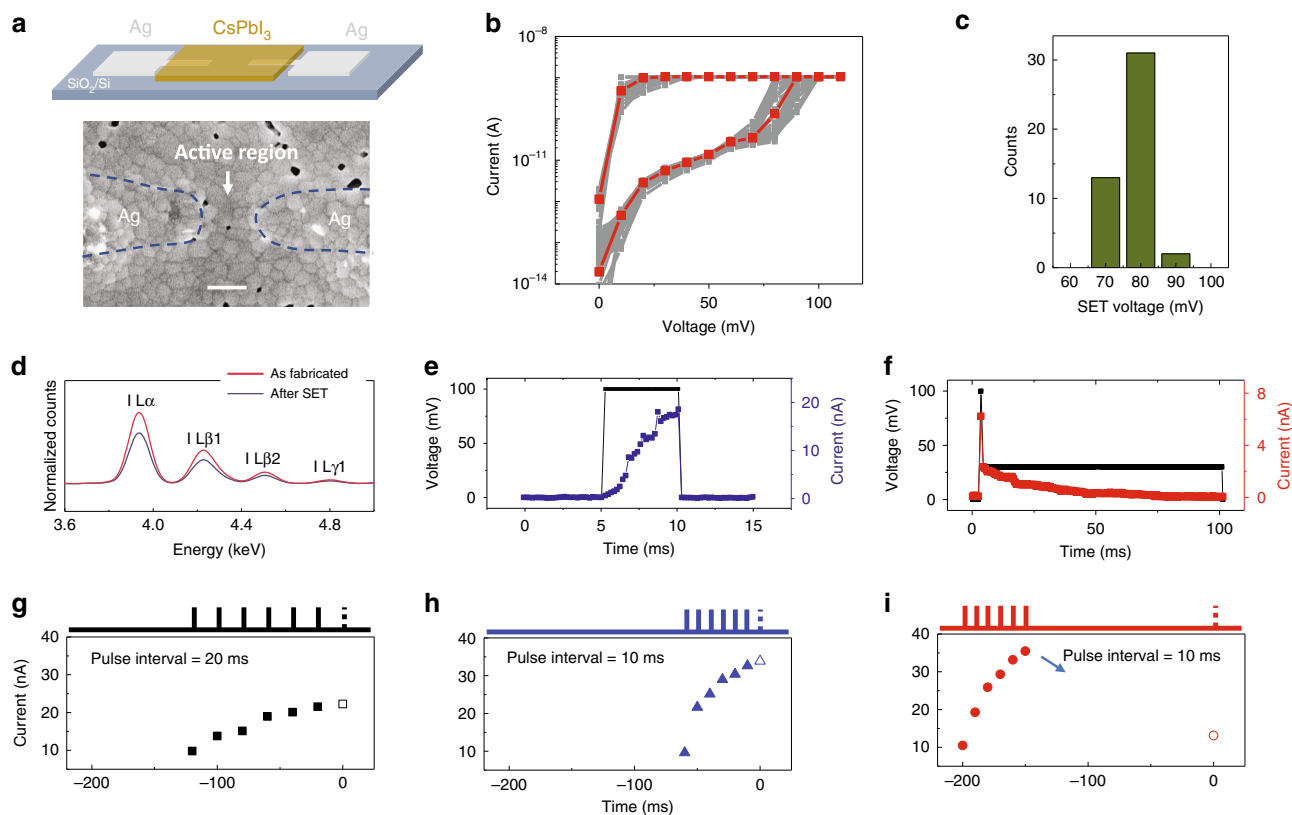 a
Ag
CsPbI3
Ag
SiO2/Si
Active region
Ag
Ag
b
10−8
10−11
10−14
Current (A)
0
50
100
Voltage (mV)
c
30
20
10
0
Counts
60 70 80 90 100
SET voltage (mV)
d
As fabricated
After SET
I Lα
I Lβ1
I Lβ2
I Lγ1
Normalized counts
3.6 4.0 4.4 4.8
Energy (keV)
e
100
75
50
25
0
Voltage (mV)
20
10
0
Current (nA)
0 5 10 15
Time (ms)
f
100
75
50
25
0
Voltage (mV)
8
6
4
2
0
Current (nA)
0 50 100
Time (ms)
g
40
30
20
10
Current (nA)
Pulse interval = 20 ms
−200 −100 0
h
40
30
20
10
Pulse interval = 10 ms
−200 −100 0
Time (ms)
i
40
30
20
10
Pulse interval = 10 ms
−200 −100 0